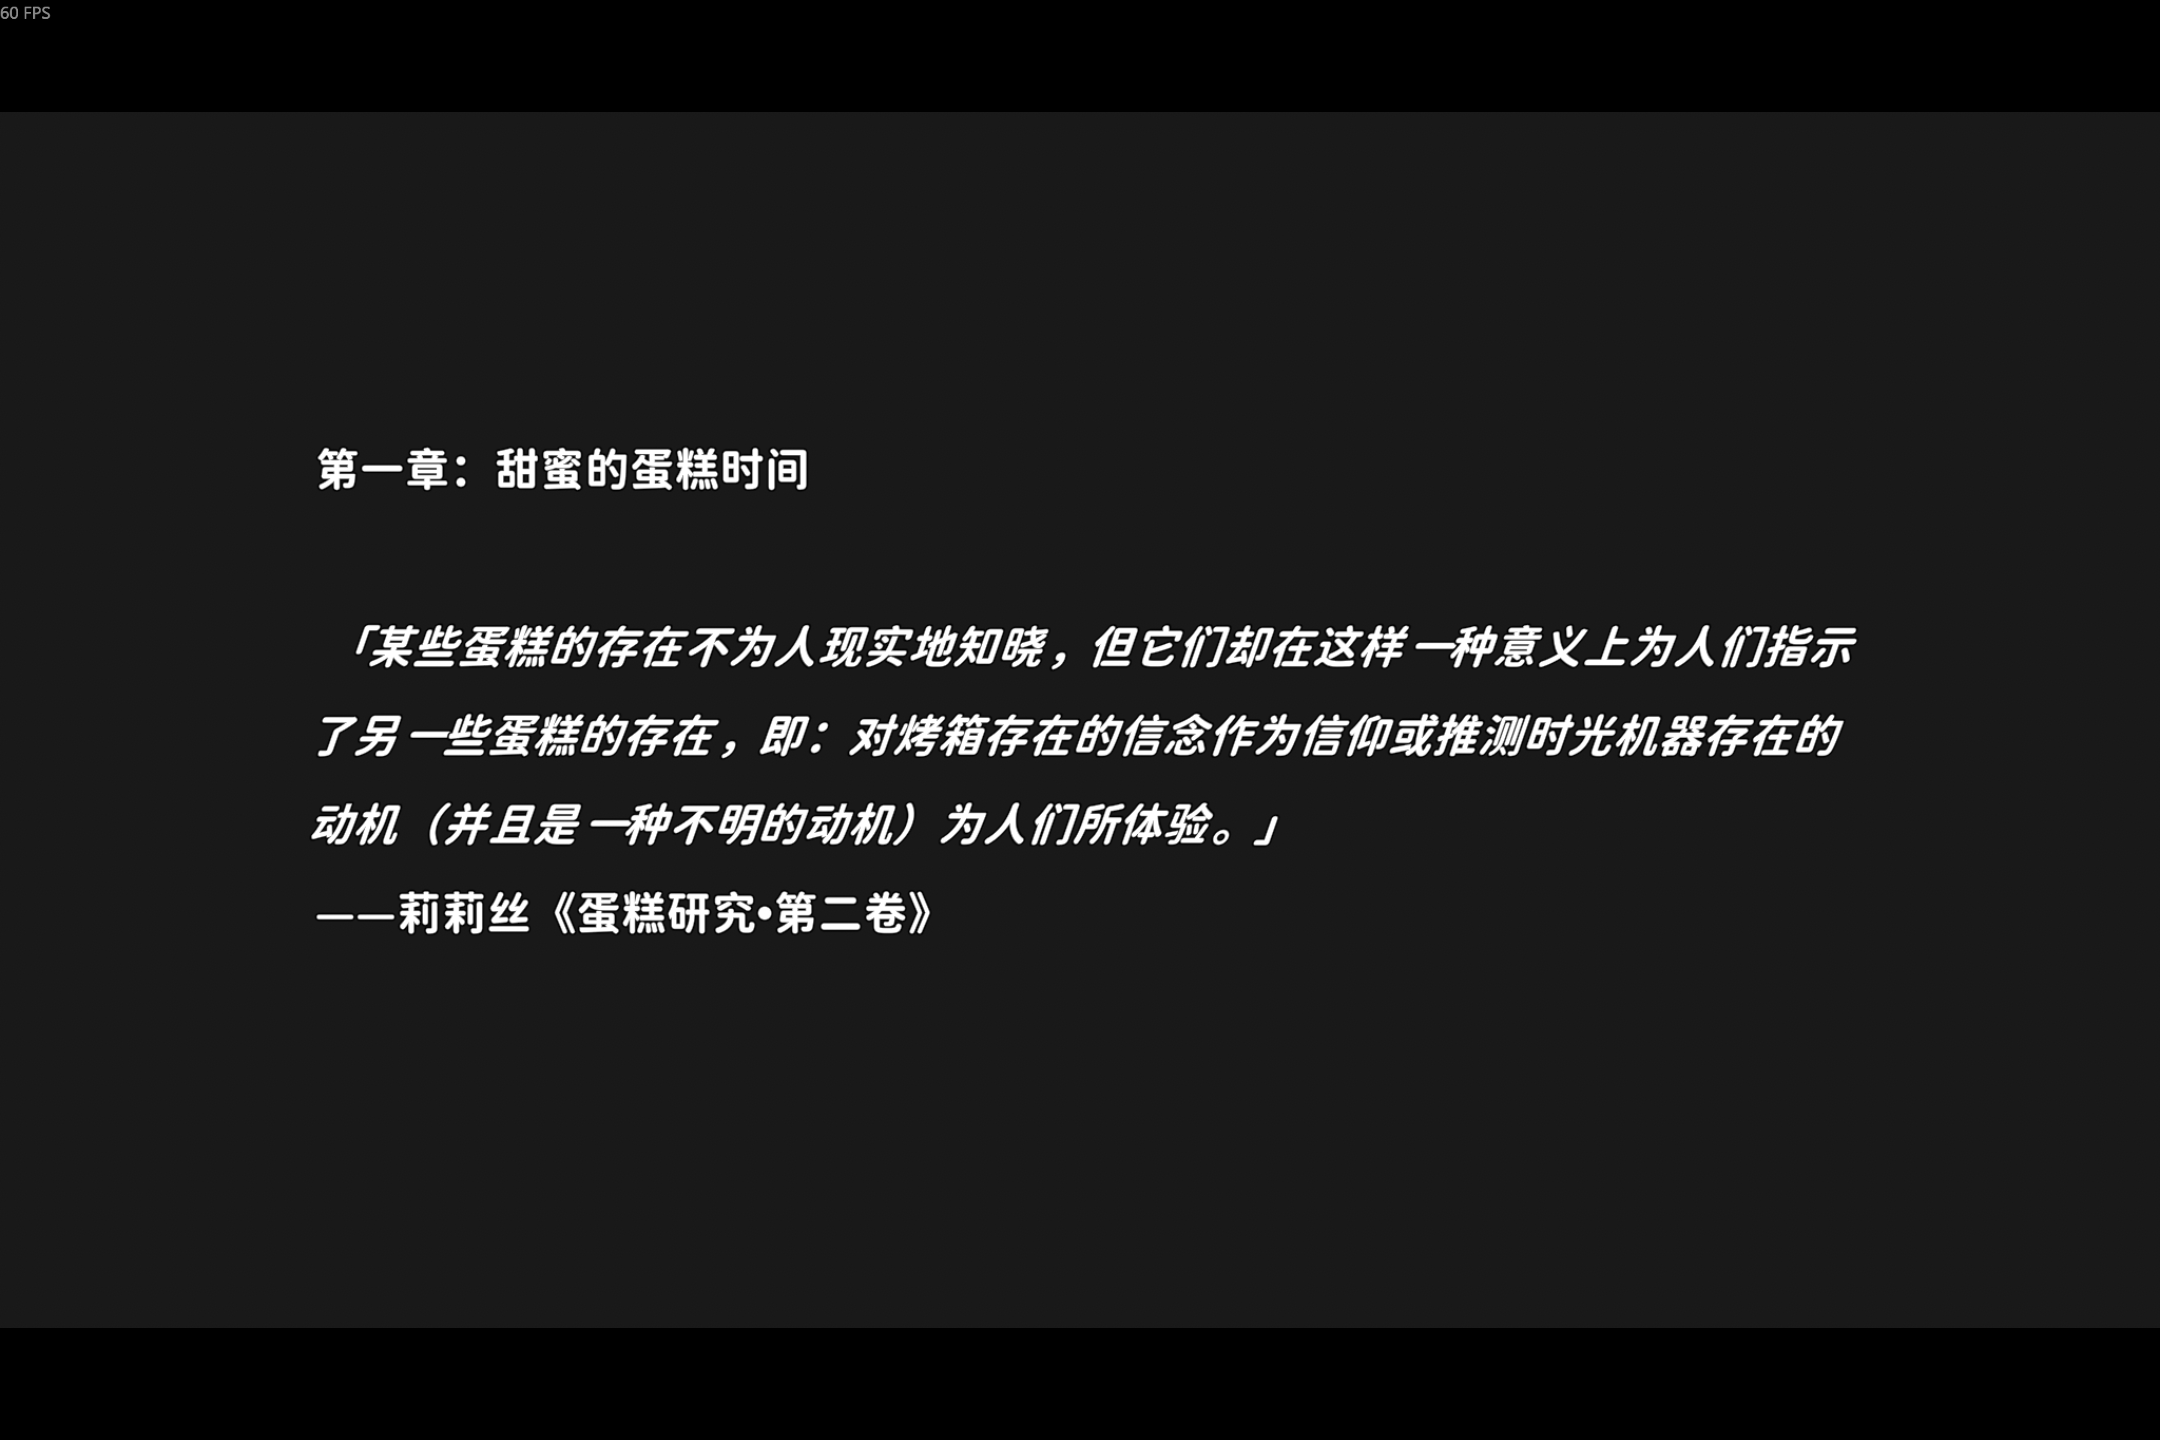 60 FPS
第一章：甜蜜的蛋糕时间
「某些蛋糕的存在不为人现实地知晓，但它们却在这样一种意义上为人们指示
了另一些蛋糕的存在，即：对烤箱存在的信念作为信仰或推测时光机器存在的
动机（并且是一种不明的动机）为人们所体验。」
——莉莉丝《蛋糕研究•第二卷》